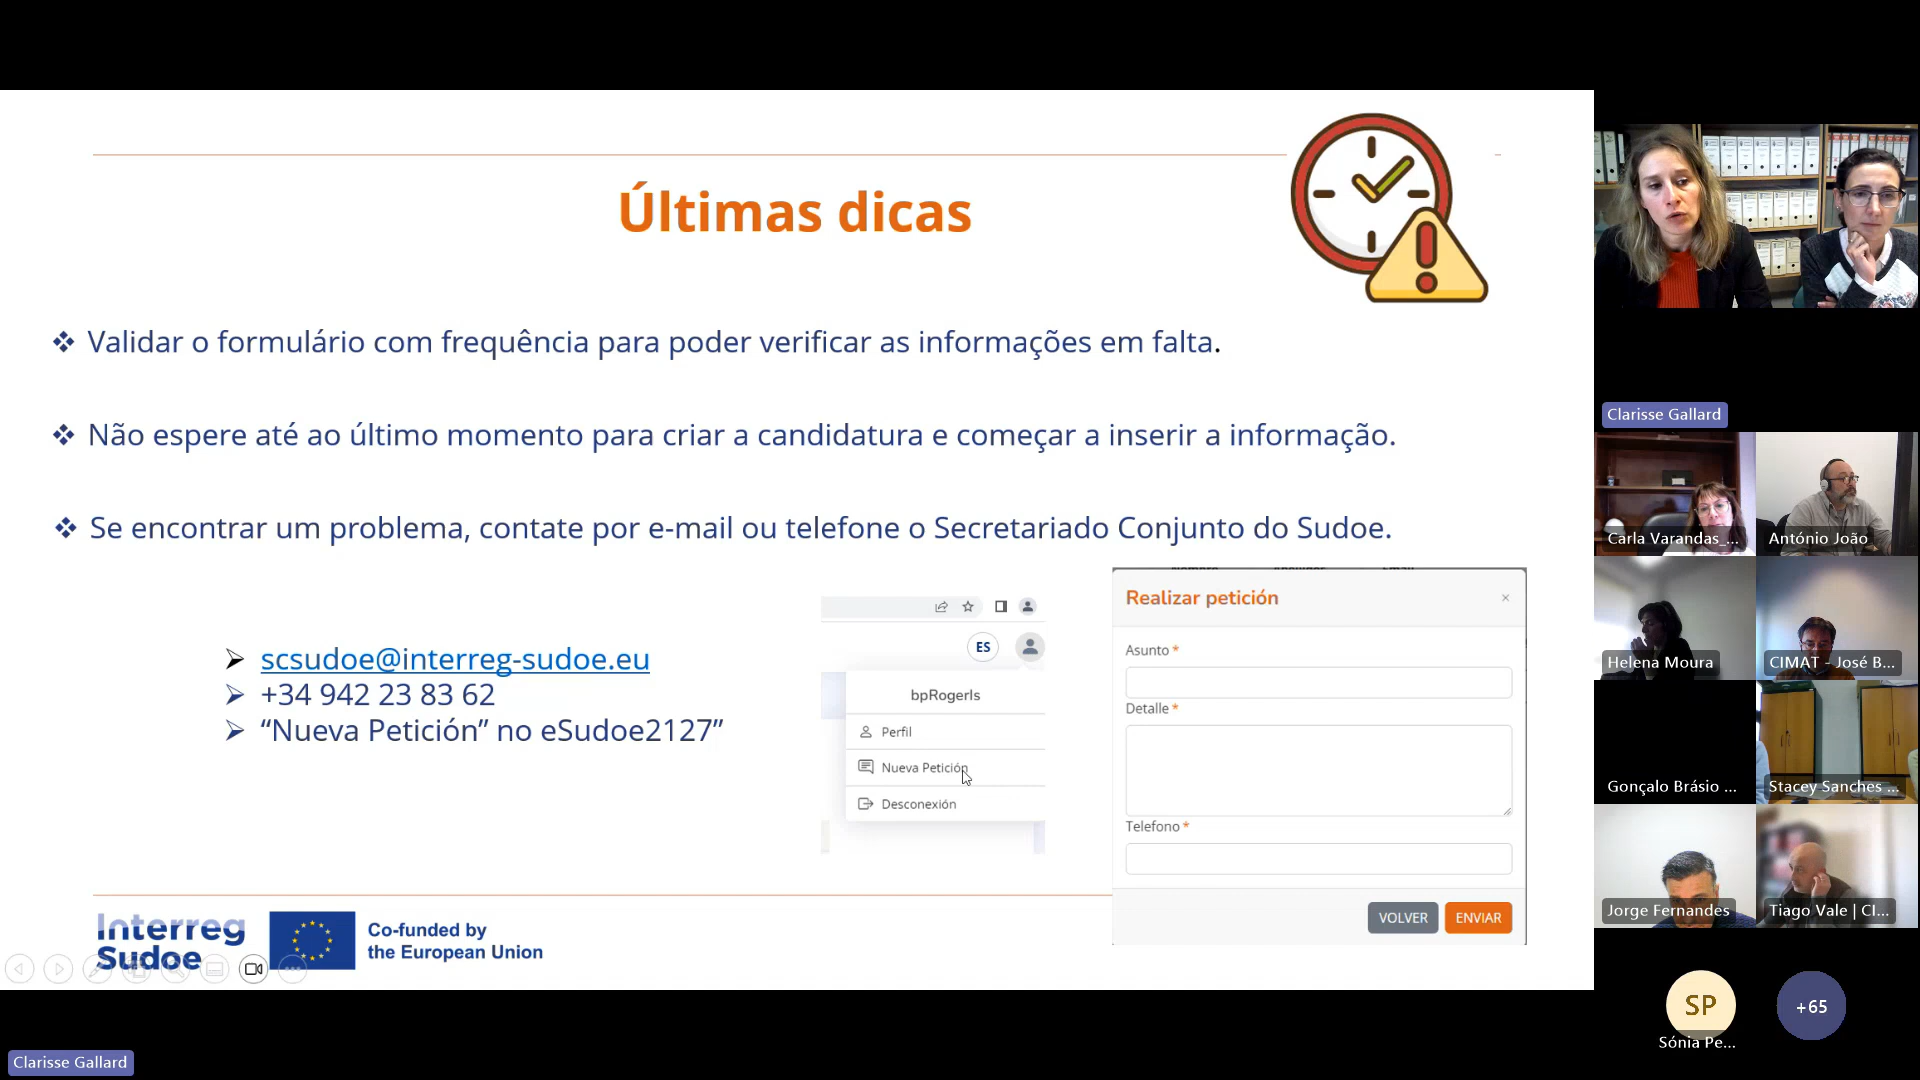 Últimas dicas
Validar o formulário com frequência para poder verificar as informações em falta.
Não espere até ao último momento para criar a candidatura e começar a inserir a informação.
Se encontrar um problema, contate por e-mail ou telefone o Secretariado Conjunto do Sudoe.
scsudoe@interreg-sudoe.eu
+34 942 23 83 62
“Nueva Petición” no eSudoe2127”
ES
bpRogerIs
Perfil
Nueva Petición
Desconexión
Realizar petición
Asunto *
Detalle *
Telefono *
VOLVER
ENVIAR
Interreg
Sudoe
Co-funded by
the European Union
Clarisse Gallard
Clarisse Gallard
Carla Varandas_...
António João
Helena Moura
CIMAT - José B...
Gonçalo Brásio ...
Stacey Sanches ...
Jorge Fernandes
Tiago Vale | CI...
SP
Sónia Pe...
+65